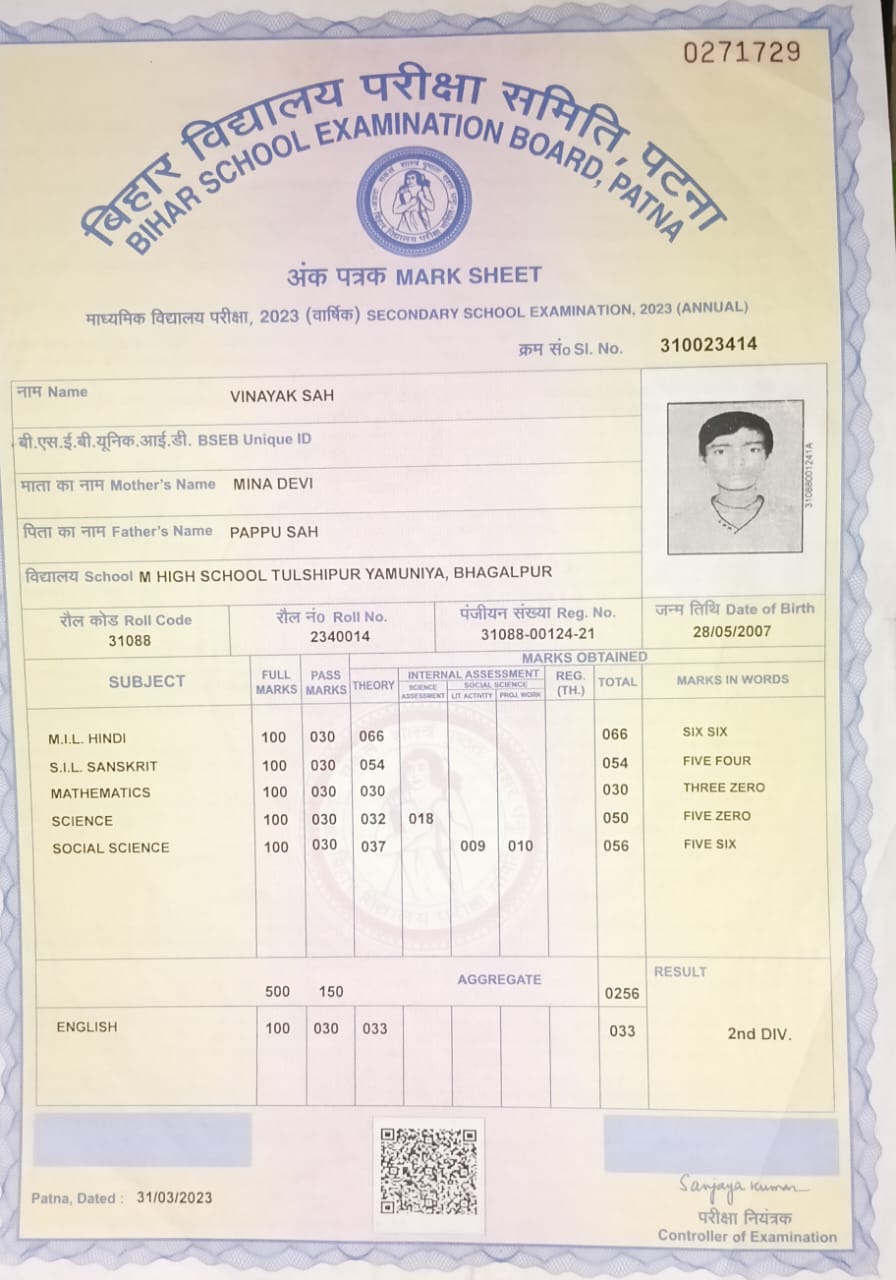 0271729
बिहार विद्यालय परीक्षा समिति, पटना
BIHAR SCHOOL EXAMINATION BOARD, PATNA
अंक पत्रक MARK SHEET
माध्यमिक विद्यालय परीक्षा, 2023 (वार्षिक) SECONDARY SCHOOL EXAMINATION, 2023 (ANNUAL)
क्रम सं० Sl. No. 310023414
नाम Name VINAYAK SAH
बी.एस.ई.बी.यूनिक.आई.डी. BSEB Unique ID
माता का नाम Mother's Name MINA DEVI
पिता का नाम Father's Name PAPPU SAH
31088001241A
विद्यालय School M HIGH SCHOOL TULSHIPUR YAMUNIYA, BHAGALPUR
रौल कोड Roll Code रौल नं० Roll No. पंजीयन संख्या Reg. No. जन्म तिथि Date of Birth
31088 2340014 31088-00124-21 28/05/2007
MARKS OBTAINED
SUBJECT FULL MARKS PASS MARKS THEORY INTERNAL ASSESSMENT REG. (TH.) TOTAL MARKS IN WORDS
SCIENCE ASSESSMENT SOCIAL SCIENCE LIT. ACTIVITY PROJ. WORK
M.I.L. HINDI 100 030 066 066 SIX SIX
S.I.L. SANSKRIT 100 030 054 054 FIVE FOUR
MATHEMATICS 100 030 030 030 THREE ZERO
SCIENCE 100 030 032 018 050 FIVE ZERO
SOCIAL SCIENCE 100 030 037 009 010 056 FIVE SIX
500 150 AGGREGATE 0256 RESULT
ENGLISH 100 030 033 033 2nd DIV.
Patna, Dated : 31/03/2023
Sanjaya Kumar
परीक्षा नियंत्रक
Controller of Examination